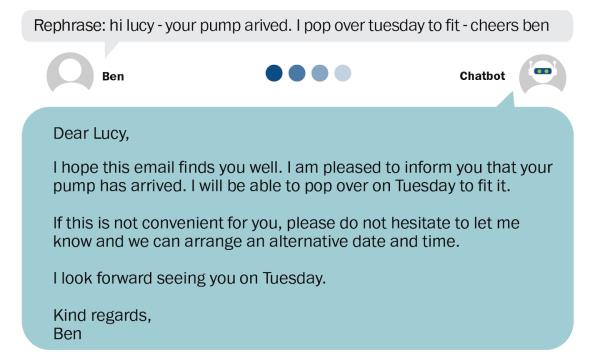 Rephrase: hi lucy - your pump arived. I pop over tuesday to fit - cheers ben
Ben
Chatbot
Dear Lucy,
I hope this email finds you well. I am pleased to inform you that your
pump has arrived. I will be able to pop over on Tuesday to fit it.
If this is not convenient for you, please do not hesitate to let me
know and we can arrange an alternative date and time.
I look forward seeing you on Tuesday.
Kind regards,
Ben